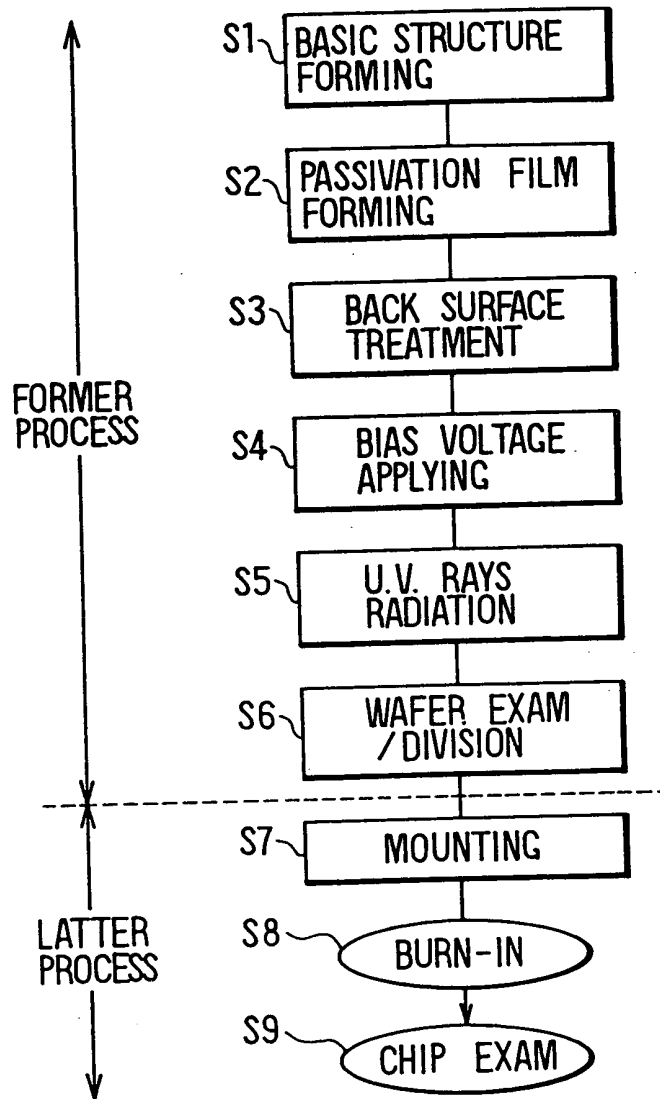 S1
BASIC STRUCTURE
FORMING
S2
PASSIVATION FILM
FORMING
S3
BACK SURFACE
TREATMENT
FORMER
PROCESS
S4
BIAS VOLTAGE
APPLYING
S5
U.V. RAYS
RADIATION
S6
WAFER EXAM
/DIVISION
S7
MOUNTING
LATTER
PROCESS
S8
BURN-IN
S9
CHIP EXAM